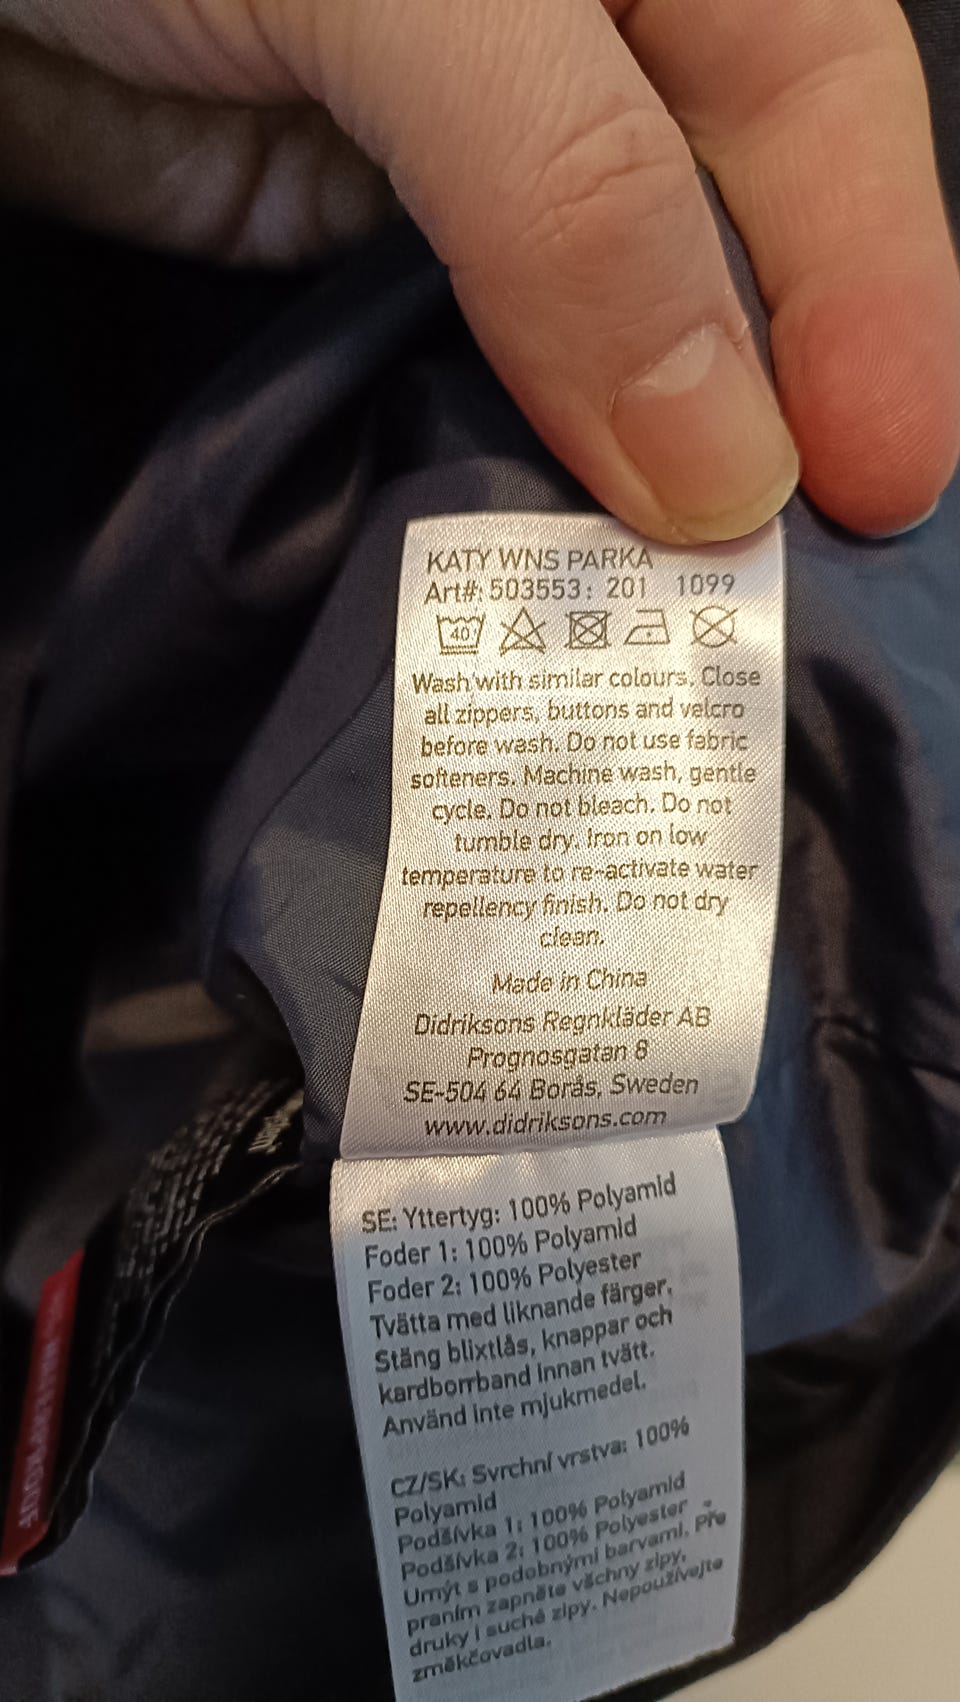 KATY WNS PARKA
Art#: 503553: 201 1099
40
Wash with similar colours. Close
all zippers, buttons and velcro
before wash. Do not use fabric
softeners. Machine wash, gentle
cycle. Do not bleach. Do not
tumble dry. Iron on low
temperature to re-activate water
repellency finish. Do not dry
clean.
Made in China
Didriksons Regnkläder AB
Prognosgatan 8
SE-504 64 Borås, Sweden
www.didriksons.com
SE: Yttertyg: 100% Polyamid
Foder 1: 100% Polyamid
Foder 2: 100% Polyester
Tvätta med liknande färger.
Stäng blixtlås, knappar och
kardborrband innan tvätt.
Använd inte mjukmedel.
CZ/SK: Svrchní vrstva: 100%
Polyamid
Podšívka 1: 100% Polyamid
Podšívka 2: 100% Polyester
Umýt s podobnými barvami. Pře
praním zapněte všchny zipy,
druky i suché zipy. Nepoužívejte
změkčovadla.